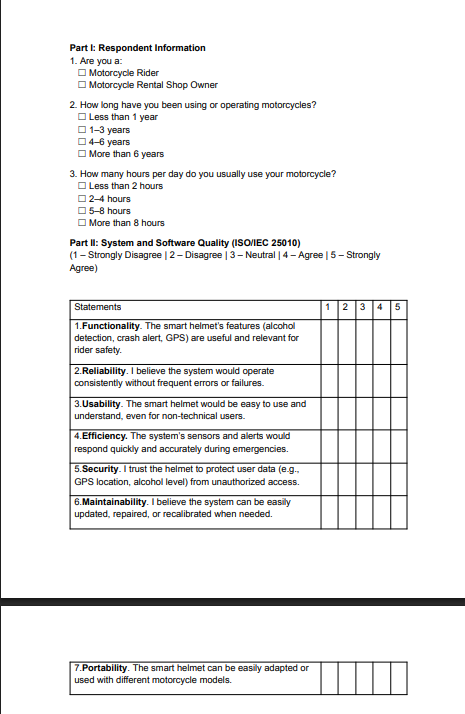 Part I: Respondent Information
1. Are you a:
☐ Motorcycle Rider
☐ Motorcycle Rental Shop Owner
2. How long have you been using or operating motorcycles?
☐ Less than 1 year
☐ 1–3 years
☐ 4–6 years
☐ More than 6 years
3. How many hours per day do you usually use your motorcycle?
☐ Less than 2 hours
☐ 2–4 hours
☐ 5–8 hours
☐ More than 8 hours
Part II: System and Software Quality (ISO/IEC 25010)
(1 – Strongly Disagree | 2 – Disagree | 3 – Neutral | 4 – Agree | 5 – Strongly
Agree)
Statements 1 2 3 4 5
1.Functionality. The smart helmet's features (alcohol
detection, crash alert, GPS) are useful and relevant for
rider safety.
2.Reliability. I believe the system would operate
consistently without frequent errors or failures.
3.Usability. The smart helmet would be easy to use and
understand, even for non-technical users.
4.Efficiency. The system's sensors and alerts would
respond quickly and accurately during emergencies.
5.Security. I trust the helmet to protect user data (e.g.,
GPS location, alcohol level) from unauthorized access.
6.Maintainability. I believe the system can be easily
updated, repaired, or recalibrated when needed.
7.Portability. The smart helmet can be easily adapted or
used with different motorcycle models.